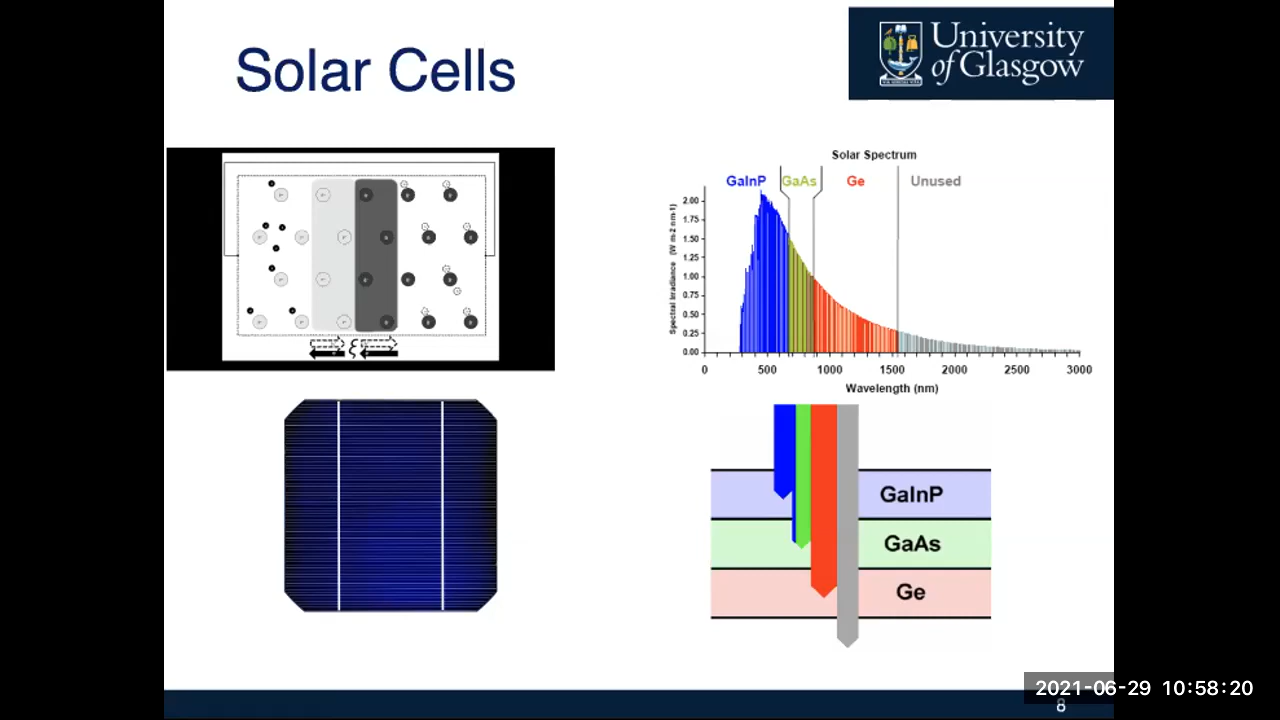 Solar Cells
University
of Glasgow
Solar Spectrum
GaInP GaAs Ge Unused
Spectral Irradiance (W m-2 nm-1)
2.00
1.75
1.50
1.25
1.00
0.75
0.50
0.25
0.00
0 500 1000 1500 2000 2500 3000
Wavelength (nm)
GaInP
GaAs
Ge
2021-06-29 10:58:20
8